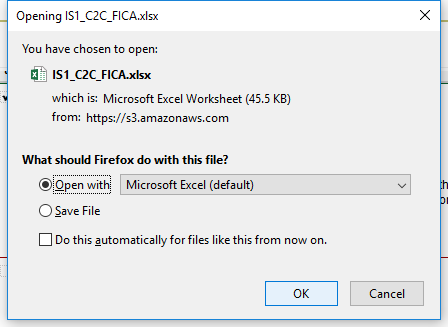 Opening IS1_C2C_FICA.xlsx
You have chosen to open:
IS1_C2C_FICA.xlsx
which is: Microsoft Excel Worksheet (45.5 KB)
from: https://s3.amazonaws.com
What should Firefox do with this file?
Open with Microsoft Excel (default)
Save File
Do this automatically for files like this from now on.
OK Cancel